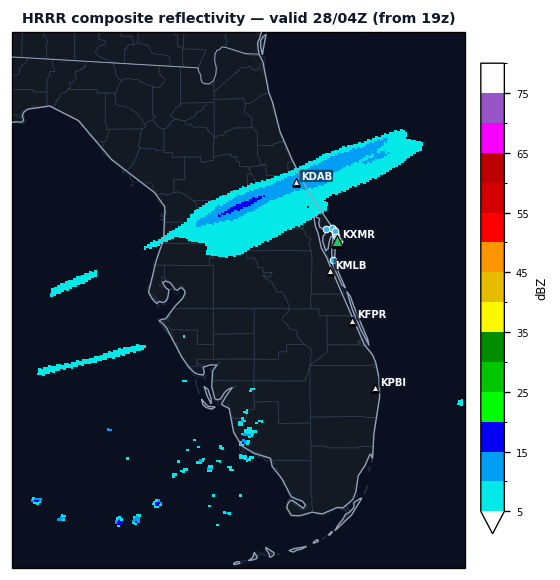 HRRR composite reflectivity — valid 28/04Z (from 19z)
KDAB
KXMR
KMLB
KFPR
KPBI
75
65
55
45
35
25
15
5
dBZ